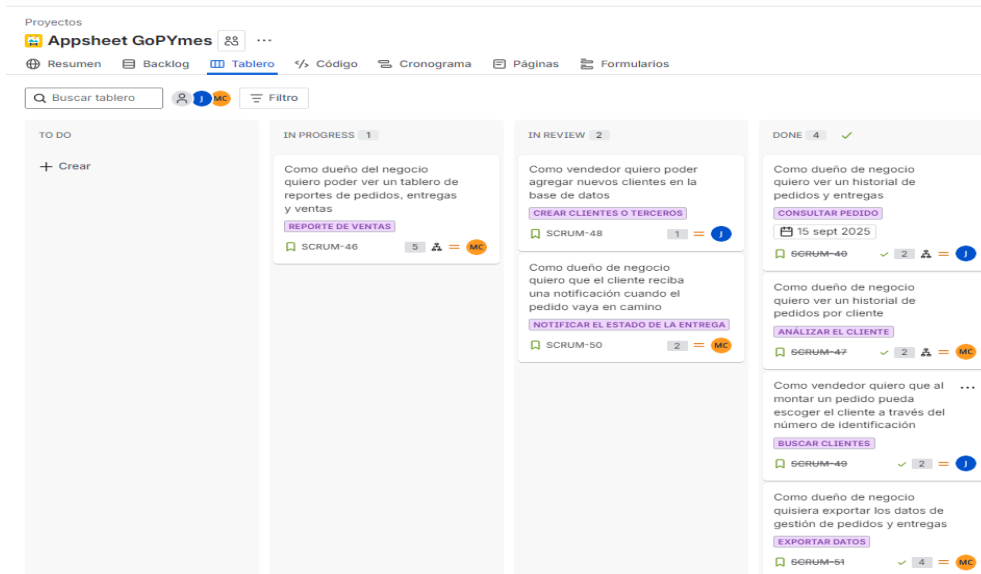 Proyectos
Appsheet GoPYmes
Resumen Backlog Tablero Código Cronograma Páginas Formularios
Buscar tablero J MC Filtro
TO DO
Crear
IN PROGRESS 1
Como dueño del negocio
quiero poder ver un tablero de
reportes de pedidos, entregas
y ventas
REPORTE DE VENTAS
SCRUM-46 5 MC
IN REVIEW 2
Como vendedor quiero poder
agregar nuevos clientes en la
base de datos
CREAR CLIENTES O TERCEROS
SCRUM-48 1 J
Como dueño de negocio
quiero que el cliente reciba
una notificación cuando el
pedido vaya en camino
NOTIFICAR EL ESTADO DE LA ENTREGA
SCRUM-50 2 MC
DONE 4
Como dueño de negocio
quiero ver un historial de
pedidos y entregas
CONSULTAR PEDIDO
15 sept 2025
SCRUM-40 2 J
Como dueño de negocio
quiero ver un historial de
pedidos por cliente
ANÁLIZAR EL CLIENTE
SCRUM-47 2 MC
Como vendedor quiero que al
montar un pedido pueda
escoger el cliente a través del
número de identificación
BUSCAR CLIENTES
SCRUM-49 2 J
Como dueño de negocio
quisiera exportar los datos de
gestión de pedidos y entregas
EXPORTAR DATOS
SCRUM-51 4 MC